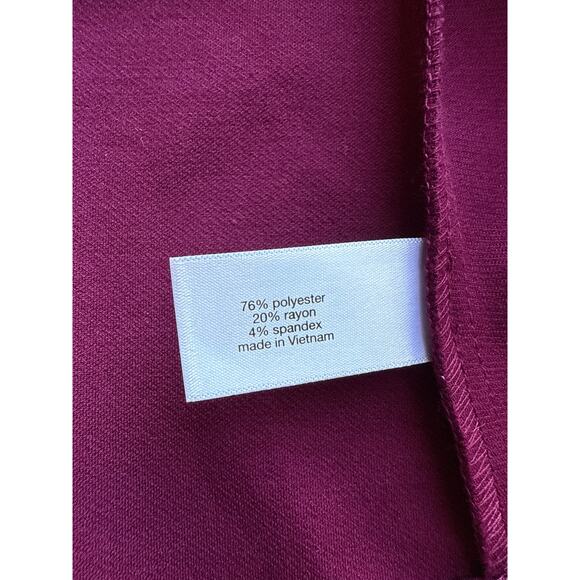 76% polyester
20% rayon
4% spandex
made in Vietnam